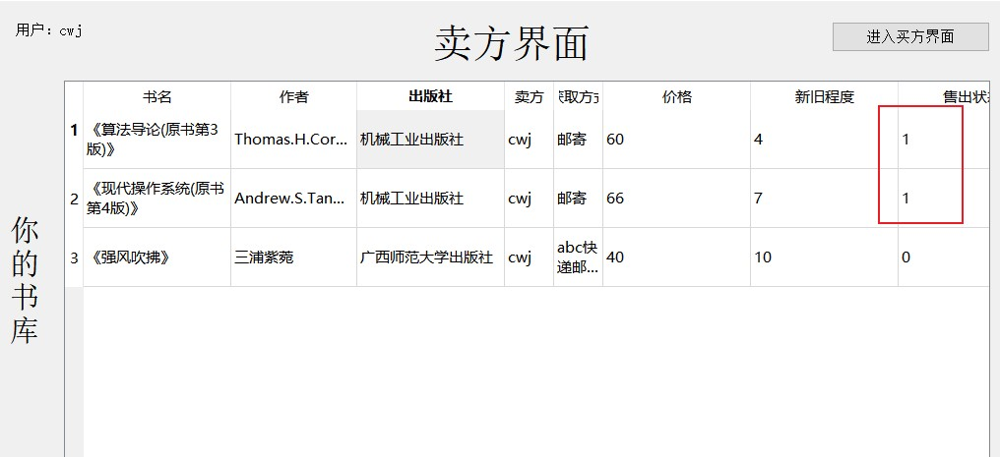 用户：cwj
卖方界面
进入买方界面
书名 作者 出版社 卖方 获取方式 价格 新旧程度 售出状
1 《算法导论(原书第3版)》 Thomas.H.Cor... 机械工业出版社 cwj 邮寄 60 4 1
2 《现代操作系统(原书第4版)》 Andrew.S.Tan... 机械工业出版社 cwj 邮寄 66 7 1
3 《强风吹拂》 三浦紫菀 广西师范大学出版社 cwj abc快递邮... 40 10 0
你的书库